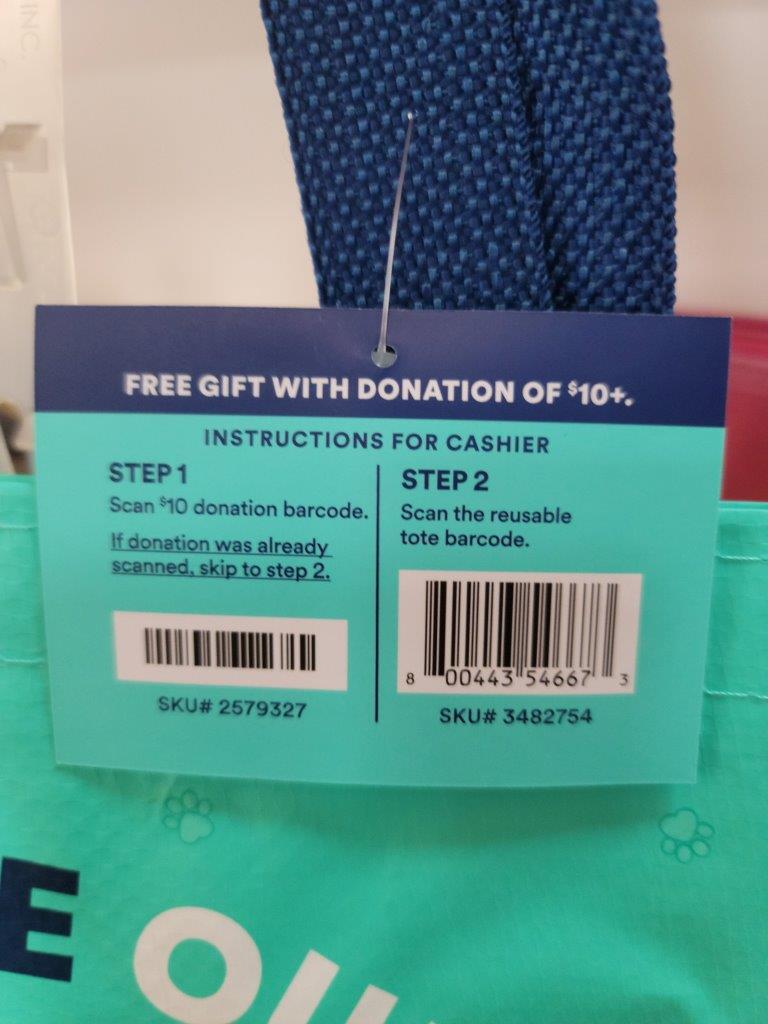 INC.
FREE GIFT WITH DONATION OF $10+.
INSTRUCTIONS FOR CASHIER
STEP 1
Scan $10 donation barcode.
If donation was already
scanned, skip to step 2.
SKU# 2579327
STEP 2
Scan the reusable
tote barcode.
8 00443 54667 3
SKU# 3482754